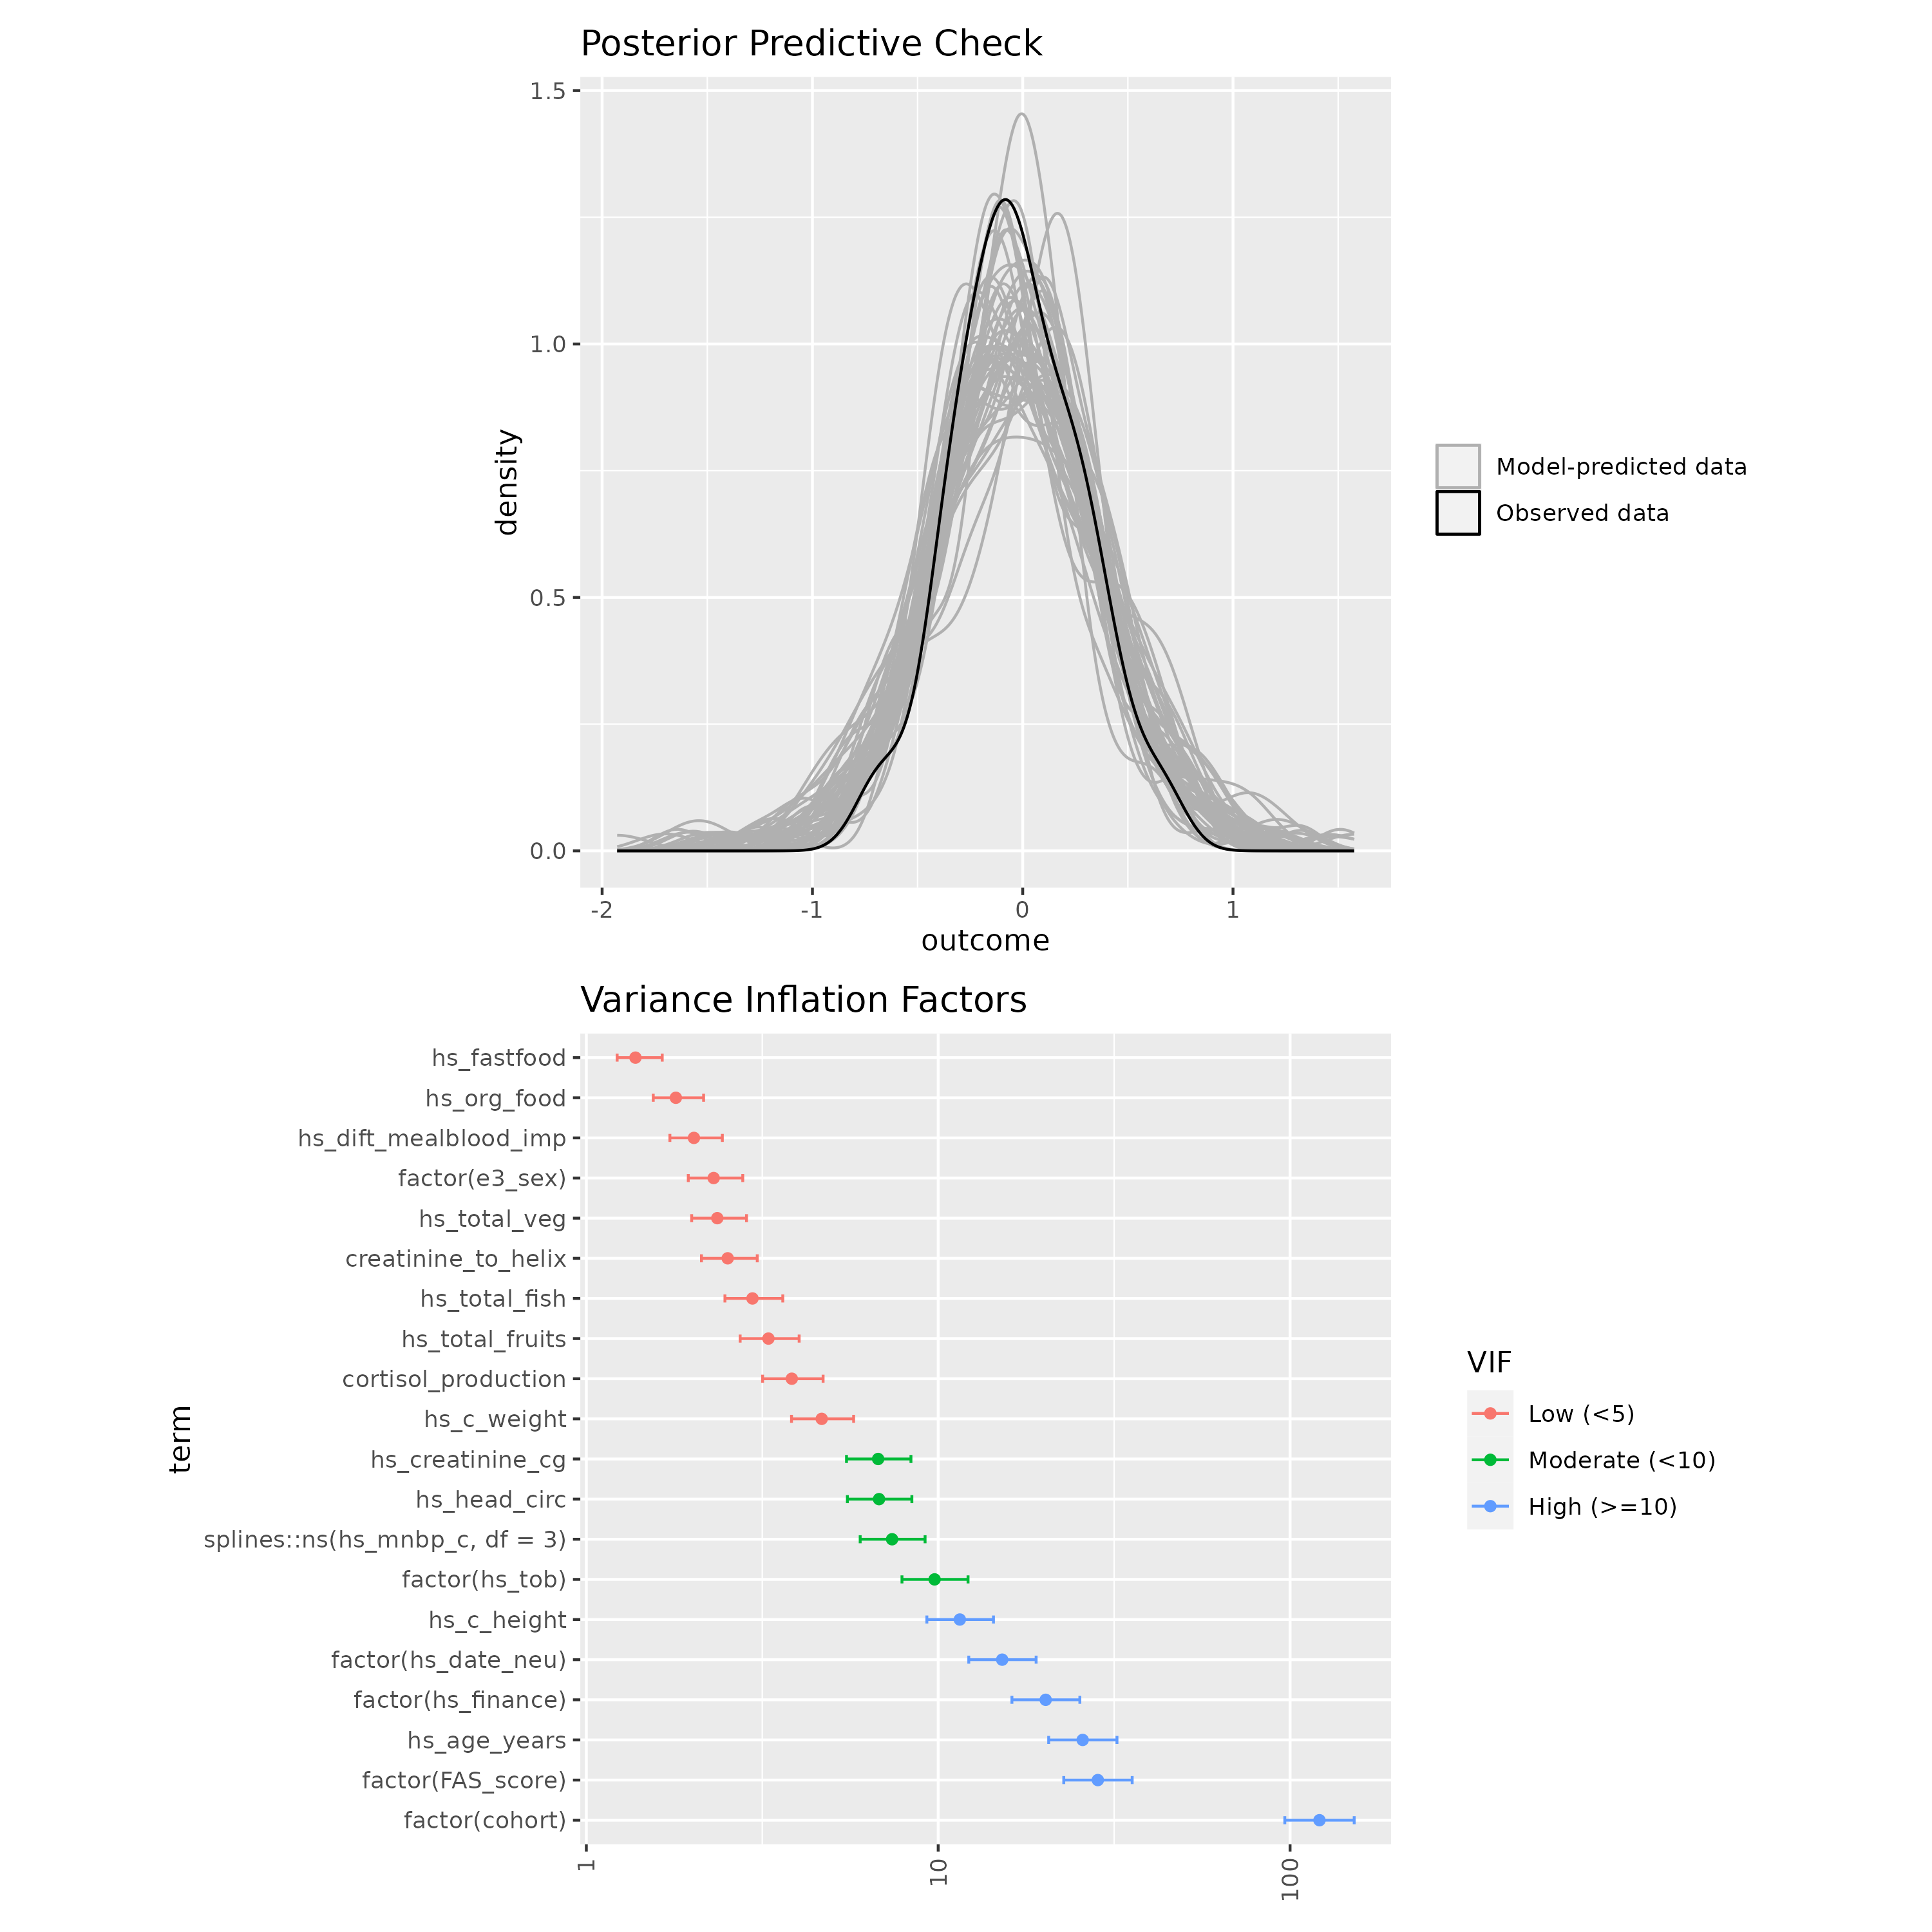 Posterior Predictive Check
1.5
1.0
0.5
0.0
density
-2
-1
0
1
outcome
Model-predicted data
Observed data
Variance Inflation Factors
term
hs_fastfood
hs_org_food
hs_dift_mealblood_imp
factor(e3_sex)
hs_total_veg
creatinine_to_helix
hs_total_fish
hs_total_fruits
cortisol_production
hs_c_weight
hs_creatinine_cg
hs_head_circ
splines::ns(hs_mnbp_c, df = 3)
factor(hs_tob)
hs_c_height
factor(hs_date_neu)
factor(hs_finance)
hs_age_years
factor(FAS_score)
factor(cohort)
1
10
100
VIF
Low (<5)
Moderate (<10)
High (>=10)